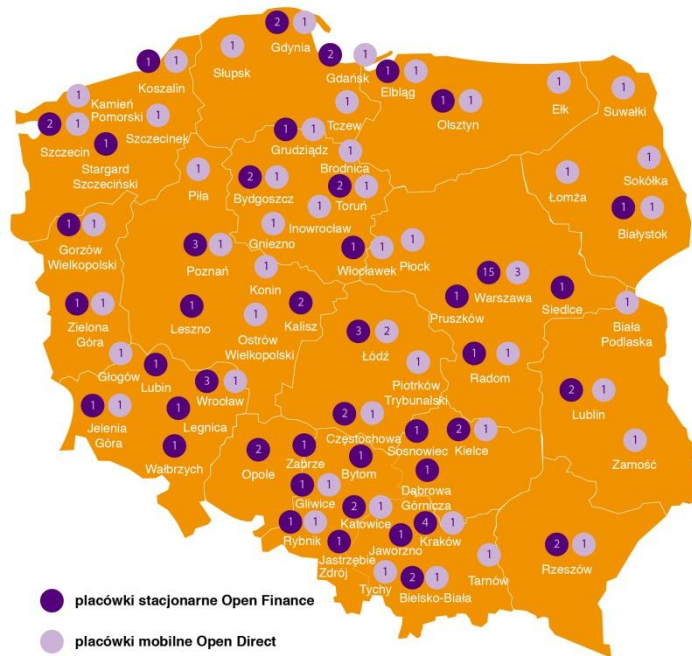 2 1
Gdynia
1
Słupsk
2 1
Gdańsk
1 1
Koszalin
1 1
Elbląg
1
Kamień
Pomorski
1
Ełk
1
Suwałki
1 1
Olsztyn
1
Tczew
1
Szczecinek
2 1
Szczecin
1
Stargard
Szczeciński
1 1
Grudziądz
1
Brodnica
1
Sokółka
1
Piła
2 1
Bydgoszcz
2 1
Toruń
1
Łomża
1 1
Białystok
1
Inowrocław
1
Gniezno
1 1
Gorzów
Wielkopolski
3 1
Poznań
1 1
Włocławek
1
Płock
1
Konin
15 3
Warszawa
1
Pruszków
1
Siedlce
1
Biała
Podlaska
1 1
Zielona
Góra
1
Leszno
1
Ostrów
Wielkopolski
2
Kalisz
3 2
Łódź
1
Piotrków
Trybunalski
1 1
Radom
1
Głogów
1
Lubin
3 1
Wrocław
2 1
Lublin
1 1
Jelenia
Góra
1
Legnica
1
Wałbrzych
2 1
Częstochowa
1
Sosnowiec
2 1
Kielce
1
Zamość
2
Opole
1
Zabrze
1
Bytom
1
Dąbrowa
Górnicza
1 1
Gliwice
2 1
Katowice
4 1
Kraków
1 1
Rybnik
1
Jastrzębie
Zdrój
1
Jaworzno
1
Tychy
2 1
Bielsko-Biała
1
Tarnów
2 1
Rzeszów
placówki stacjonarne Open Finance
placówki mobilne Open Direct